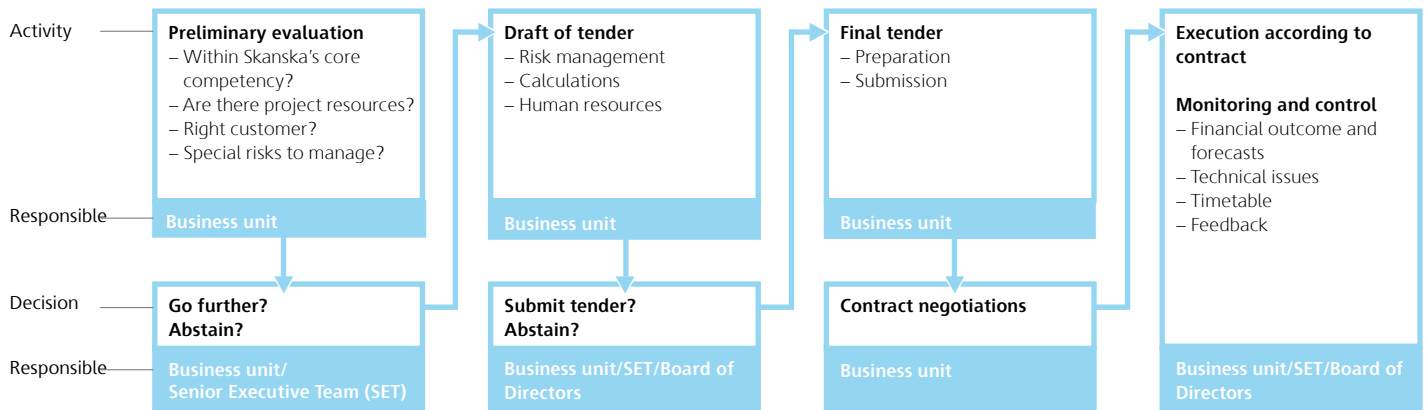 Activity
Preliminary evaluation
– Within Skanska’s core
competency?
– Are there project resources?
– Right customer?
– Special risks to manage?
Responsible
Business unit
Decision
Go further?
Abstain?
Responsible
Business unit/
Senior Executive Team (SET)
Draft of tender
– Risk management
– Calculations
– Human resources
Business unit
Submit tender?
Abstain?
Business unit/SET/Board of
Directors
Final tender
– Preparation
– Submission
Business unit
Contract negotiations
Business unit
Execution according to
contract
Monitoring and control
– Financial outcome and
forecasts
– Technical issues
– Timetable
– Feedback
Business unit/SET/Board of
Directors